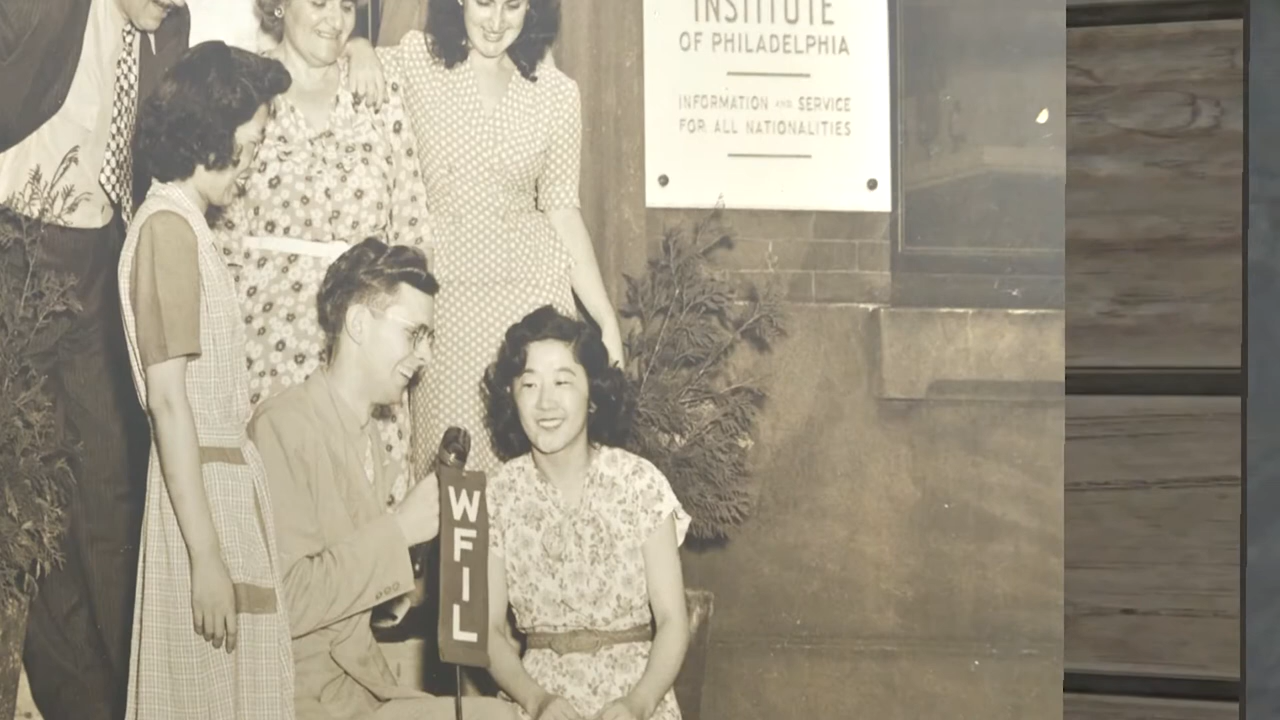 INSTITUTE
OF PHILADELPHIA
INFORMATION AND SERVICE
FOR ALL NATIONALITIES
WFIL